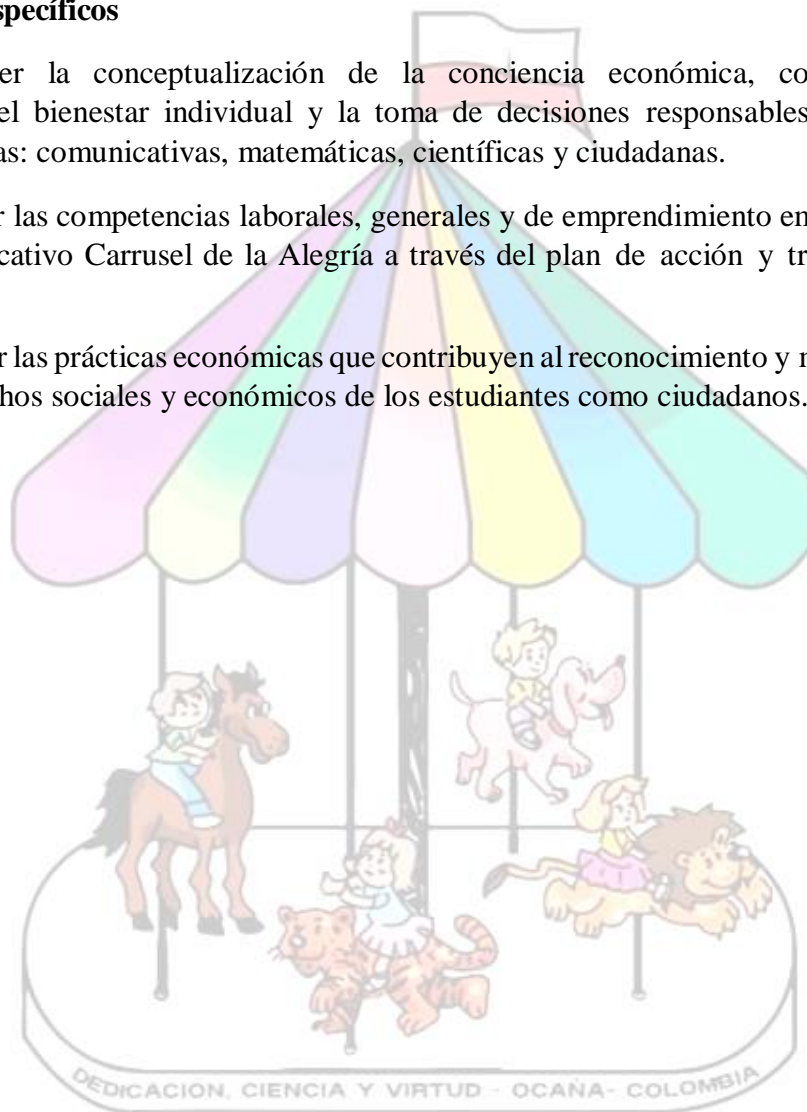 specíficos
er la conceptualización de la conciencia económica, co
el bienestar individual y la toma de decisiones responsables
as: comunicativas, matemáticas, científicas y ciudadanas.
r las competencias laborales, generales y de emprendimiento en
icativo Carrusel de la Alegría a través del plan de acción y tr
r las prácticas económicas que contribuyen al reconocimiento y
hos sociales y económicos de los estudiantes como ciudadanos.
DEDICACION, CIENCIA Y VIRTUD - OCAÑA- COLOMBIA